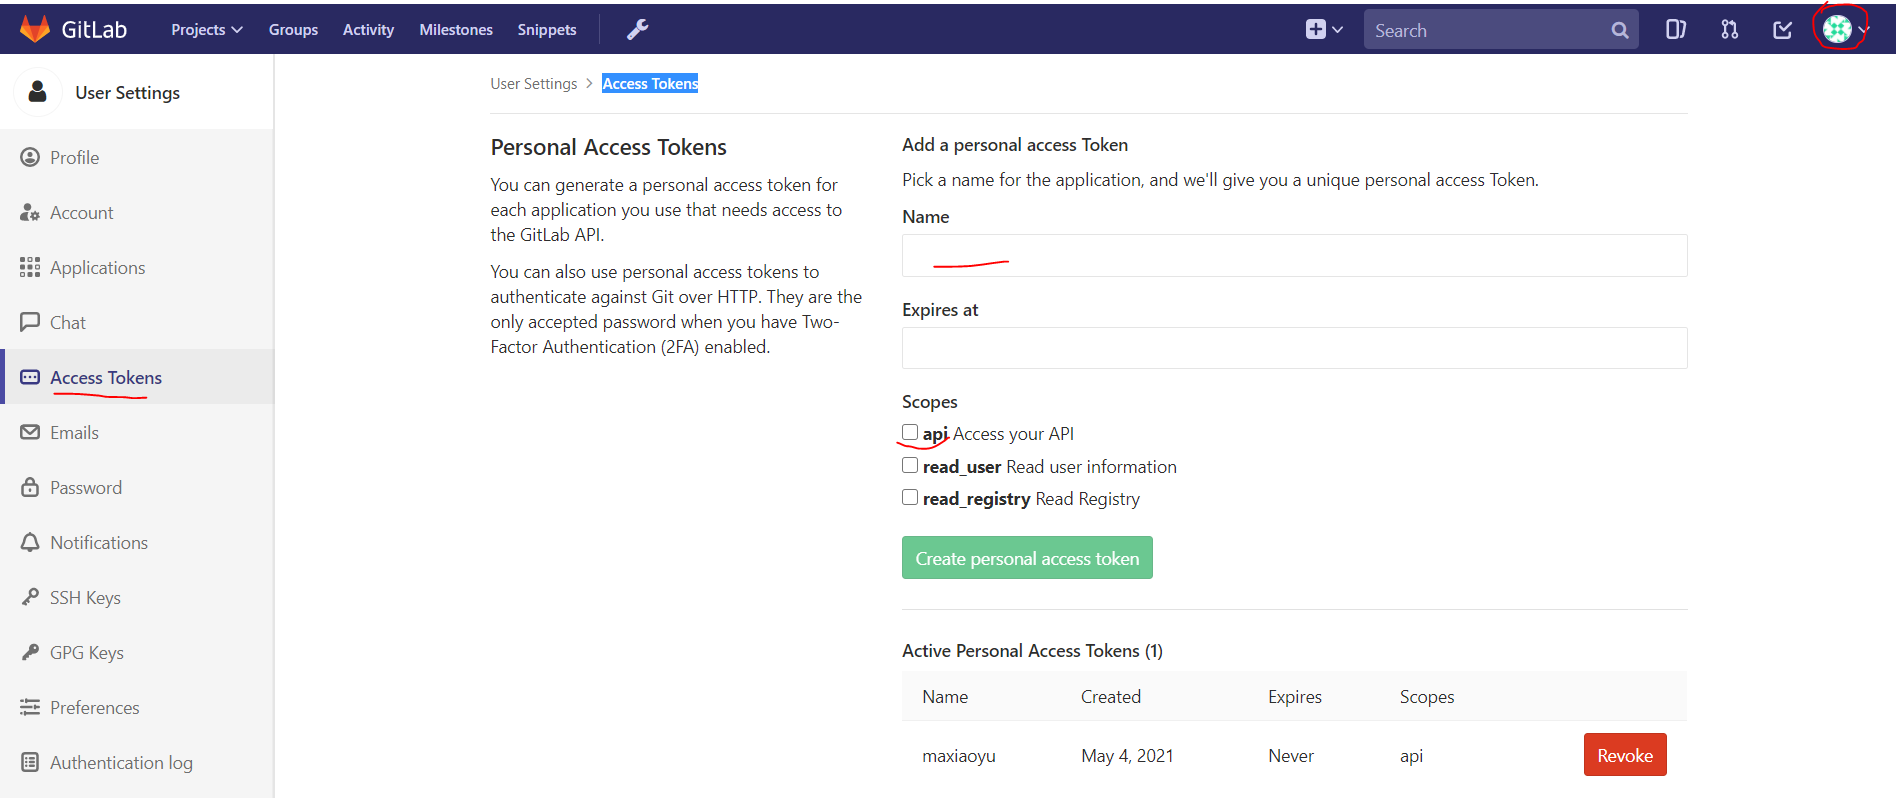 GitLab Projects Groups Activity Milestones Snippets Search
User Settings
Profile
Account
Applications
Chat
Access Tokens
Emails
Password
Notifications
SSH Keys
GPG Keys
Preferences
Authentication log
User Settings > Access Tokens
Personal Access Tokens
You can generate a personal access token for
each application you use that needs access to
the GitLab API.
You can also use personal access tokens to
authenticate against Git over HTTP. They are the
only accepted password when you have Two-
Factor Authentication (2FA) enabled.
Add a personal access Token
Pick a name for the application, and we'll give you a unique personal access Token.
Name
Expires at
Scopes
api Access your API
read_user Read user information
read_registry Read Registry
Create personal access token
Active Personal Access Tokens (1)
Name Created Expires Scopes
maxiaoyu May 4, 2021 Never api Revoke